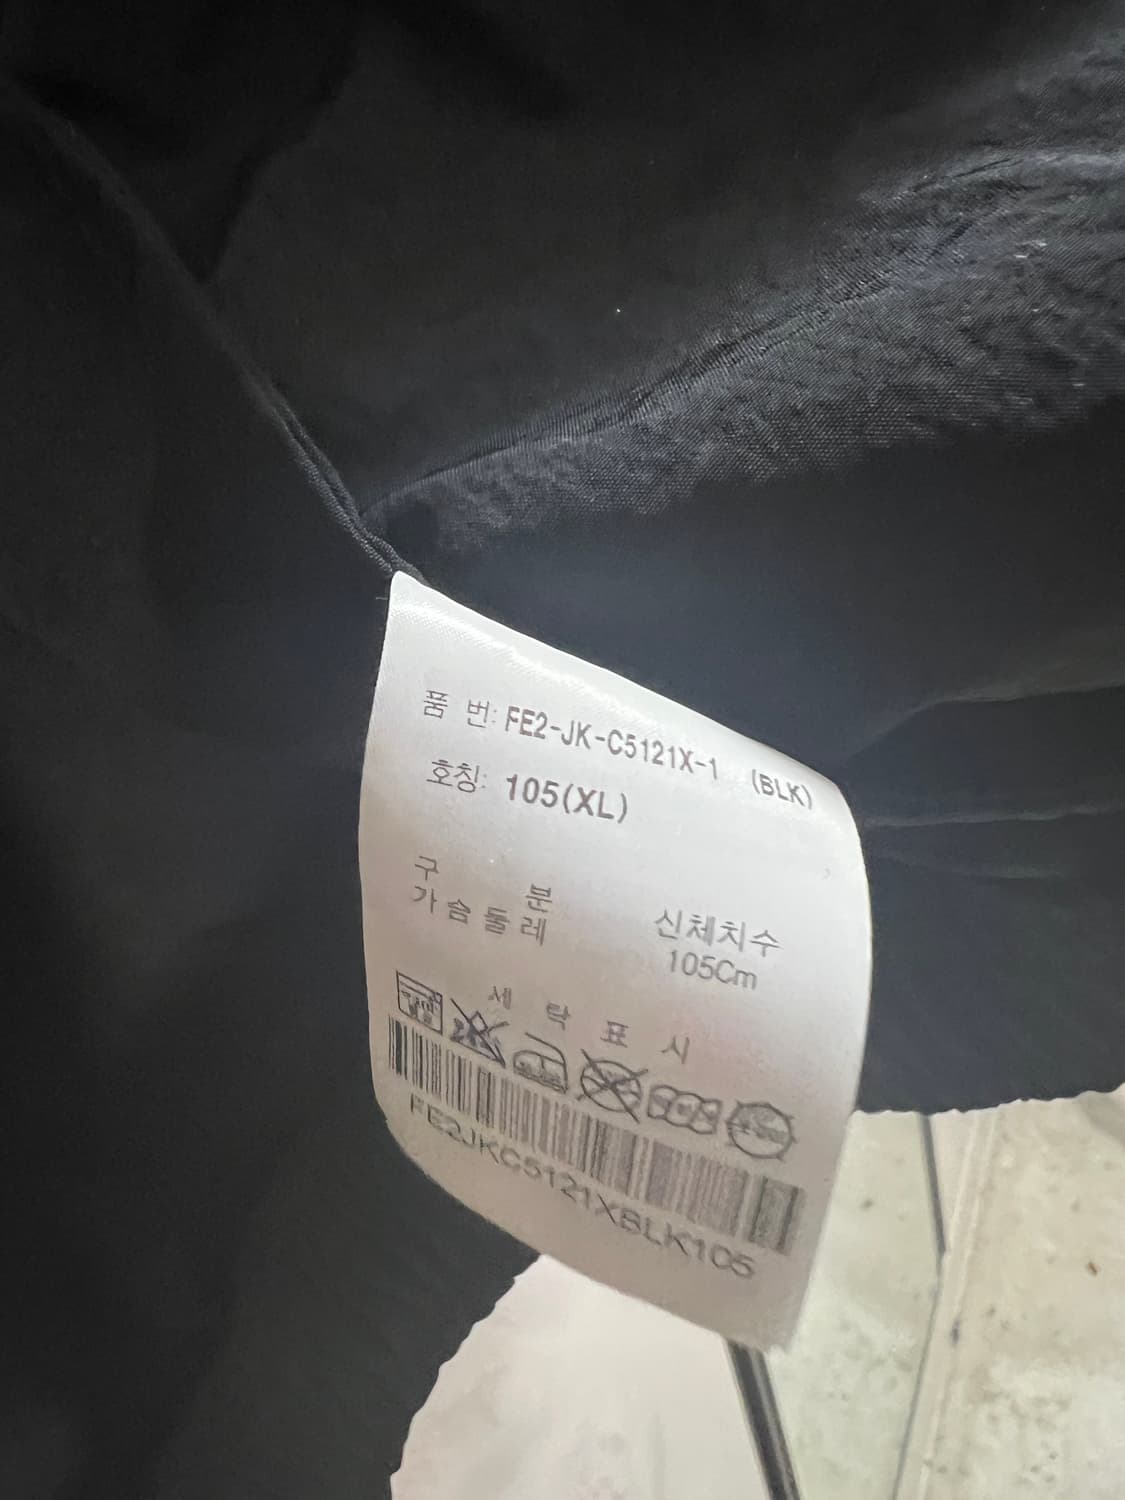 품 번: FE2-JK-C5121X-1 (BLK)
호칭: 105(XL)
구 분 신체치수
가슴둘레 105Cm
세 탁 표 시
FE2JKC5121XBLK105